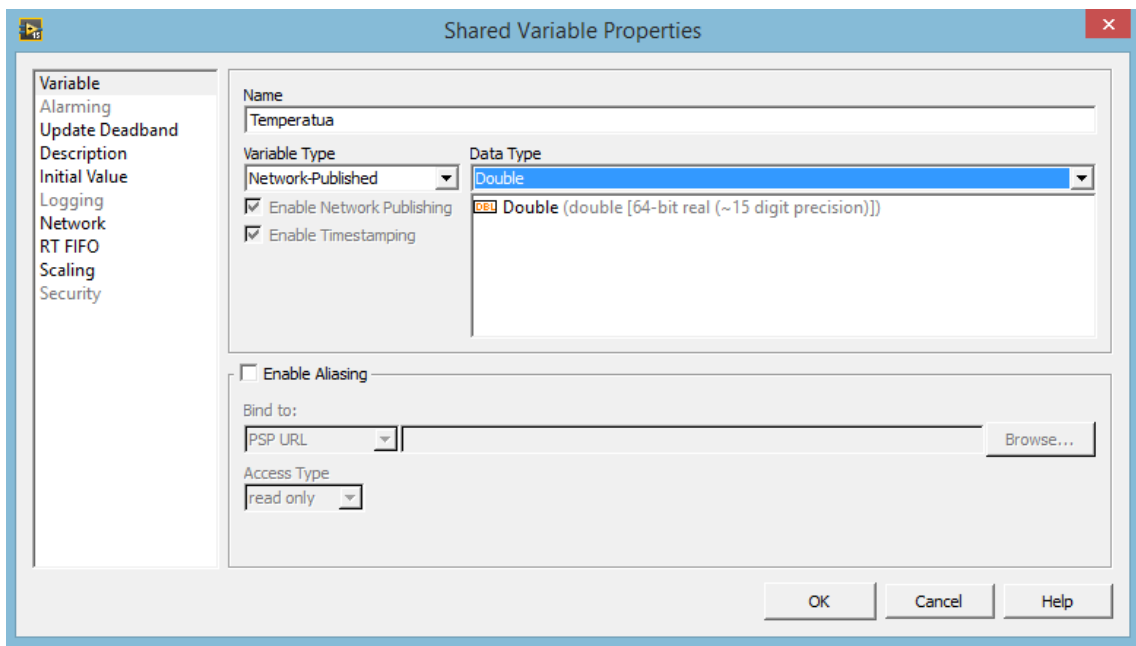 Shared Variable Properties
Variable
Alarming
Update Deadband
Description
Initial Value
Logging
Network
RT FIFO
Scaling
Security
Name
Temperatua
Variable Type
Data Type
Network-Published
Double
Enable Network Publishing
Enable Timestamping
DBL Double (double [64-bit real (~15 digit precision)])
Enable Aliasing
Bind to:
PSP URL
Browse...
Access Type
read only
OK
Cancel
Help